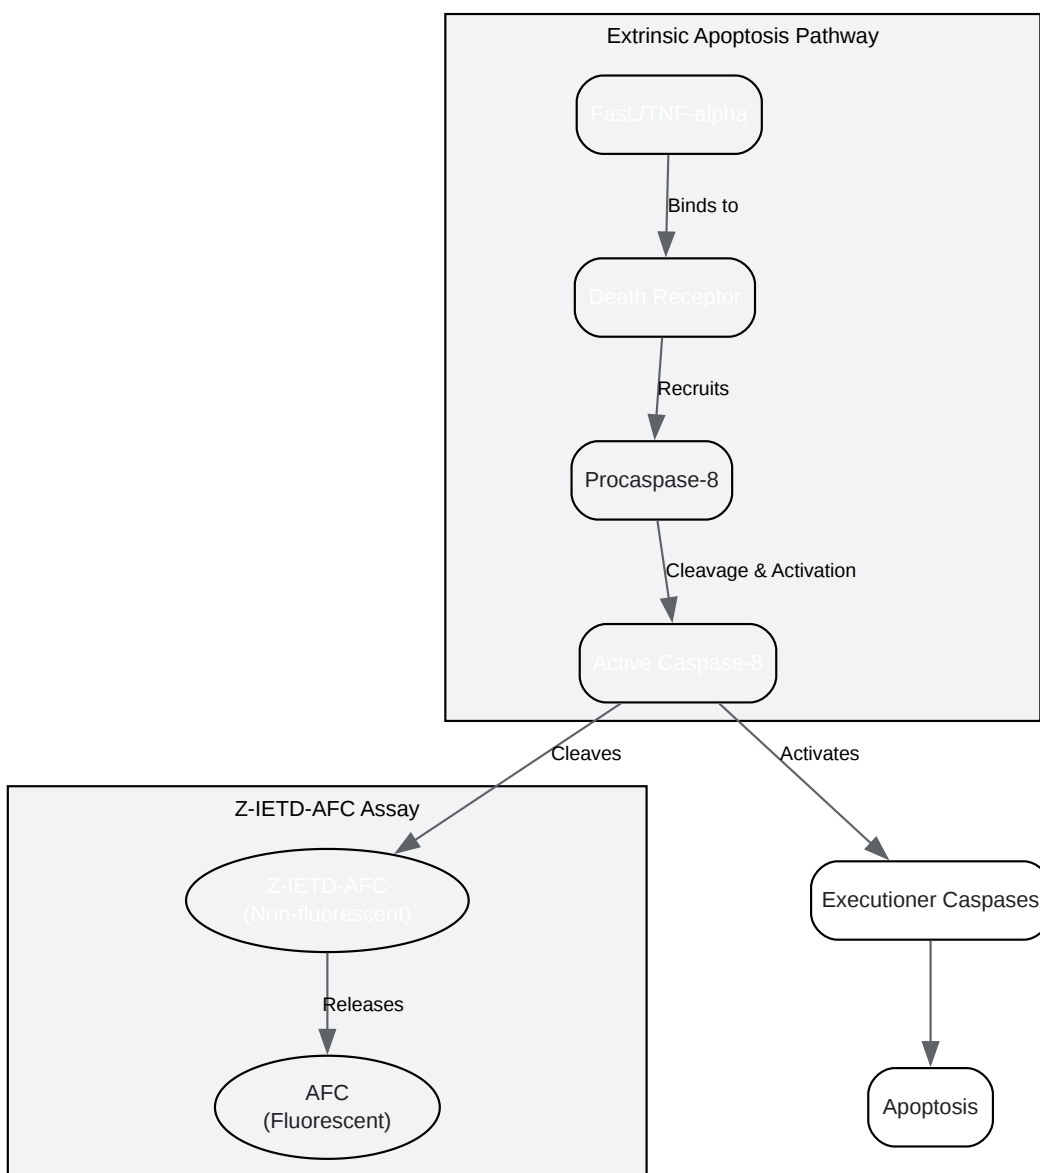 Extrinsic Apoptosis Pathway
FasL/TNF-alpha
Binds to
Death Receptor
Recruits
Procaspase-8
Cleavage & Activation
Active Caspase-8
Cleaves
Activates
Z-IETD-AFC Assay
Z-IETD-AFC
(Non-fluorescent)
Executioner Caspases
Releases
AFC
(Fluorescent)
Apoptosis